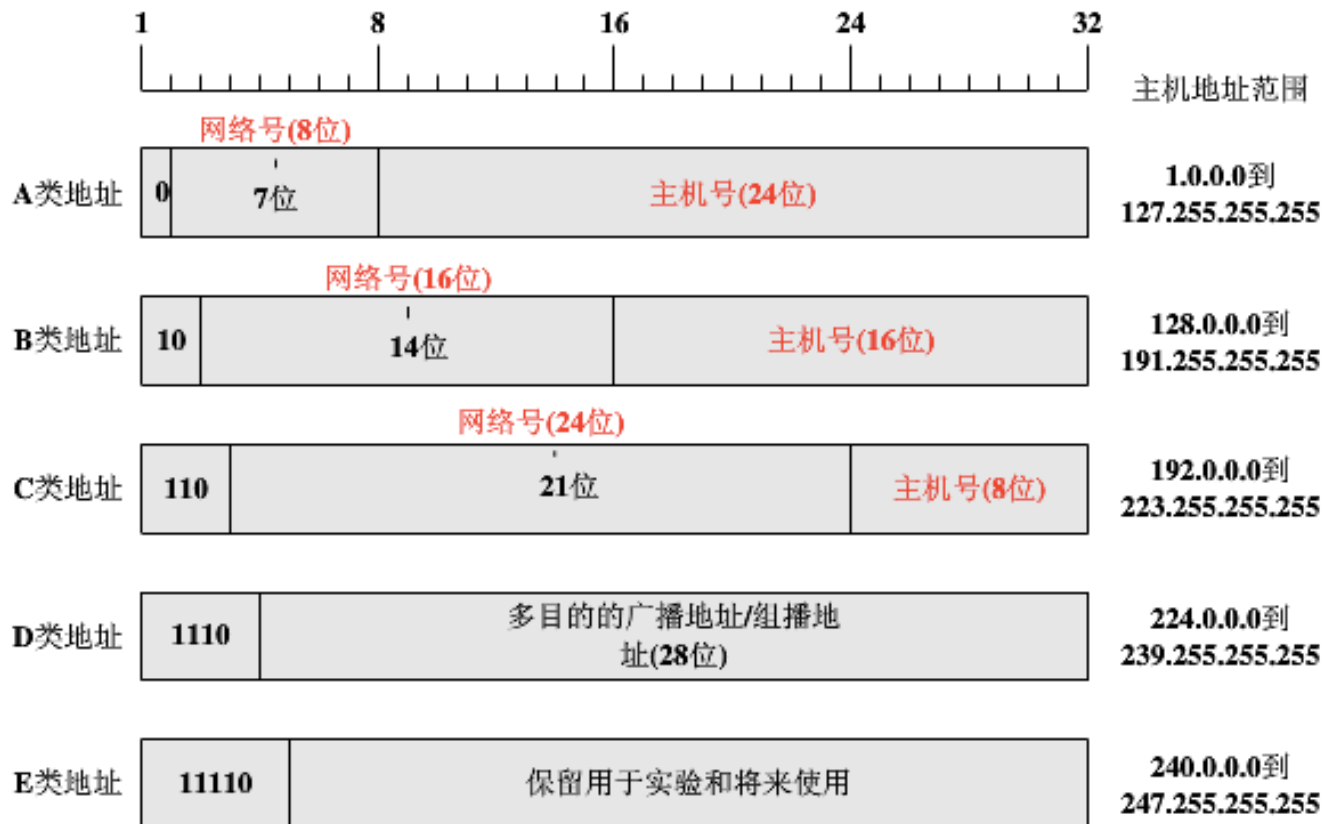 1 8 16 24 32
主机地址范围
网络号(8位)
A类地址 0 7位 主机号(24位) 1.0.0.0到
127.255.255.255
网络号(16位)
B类地址 10 14位 主机号(16位) 128.0.0.0到
191.255.255.255
网络号(24位)
C类地址 110 21位 主机号(8位) 192.0.0.0到
223.255.255.255
D类地址 1110 多目的的广播地址/组播地
址(28位) 224.0.0.0到
239.255.255.255
E类地址 11110 保留用于实验和将来使用 240.0.0.0到
247.255.255.255